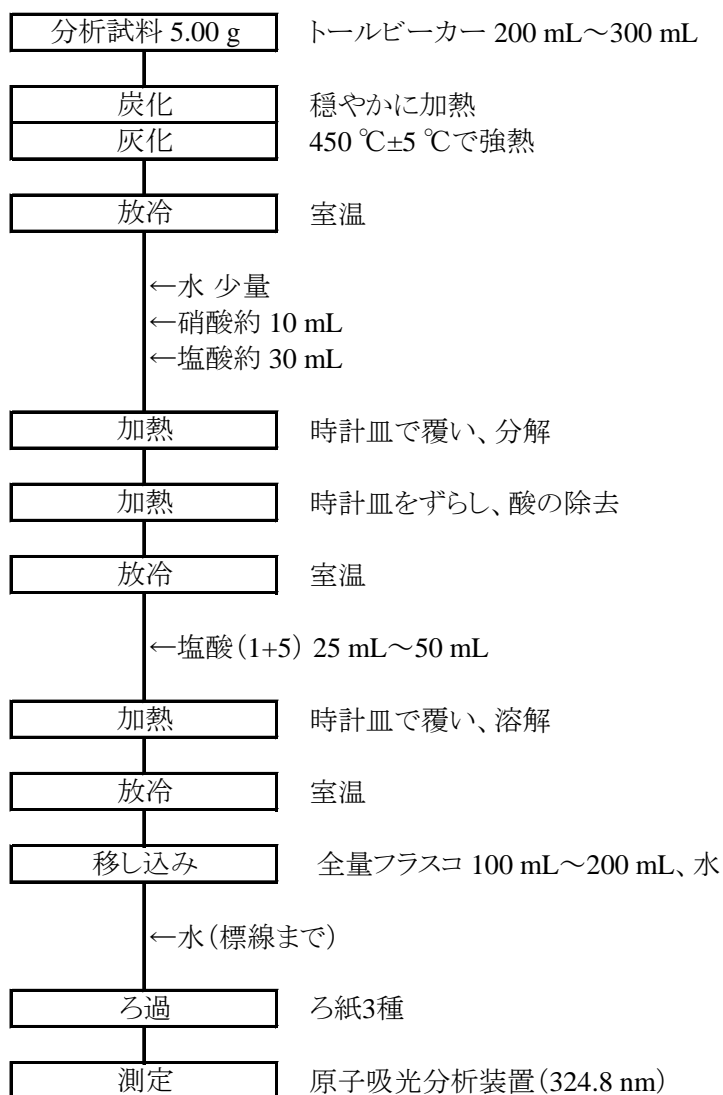 分析試料 5.00 g トールビーカー 200 mL～300 mL
炭化 穏やかに加熱
灰化 450 ℃±5 ℃で強熱
放冷 室温
←水 少量
←硝酸約 10 mL
←塩酸約 30 mL
加熱 時計皿で覆い、分解
加熱 時計皿をずらし、酸の除去
放冷 室温
←塩酸（1+5） 25 mL～50 mL
加熱 時計皿で覆い、溶解
放冷 室温
移し込み 全量フラスコ 100 mL～200 mL、水
←水（標線まで）
ろ過 ろ紙3種
測定 原子吸光分析装置（324.8 nm）